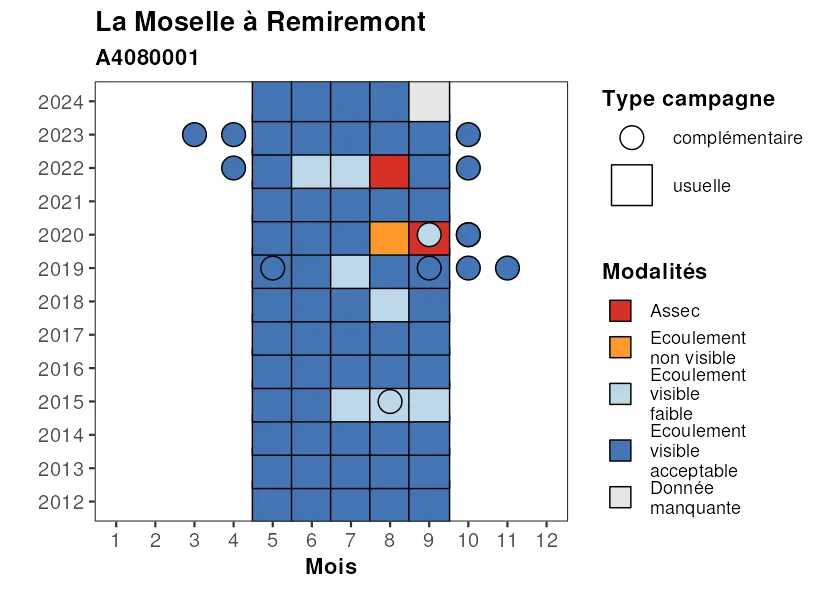 La Moselle à Remiremont
A4080001
2024
2023
2022
2021
2020
2019
2018
2017
2016
2015
2014
2013
2012
1 2 3 4 5 6 7 8 9 10 11 12
Mois
Type campagne
complémentaire
usuelle
Modalités
Assec
Ecoulement
non visible
Ecoulement
visible
faible
Ecoulement
visible
acceptable
Donnée
manquante